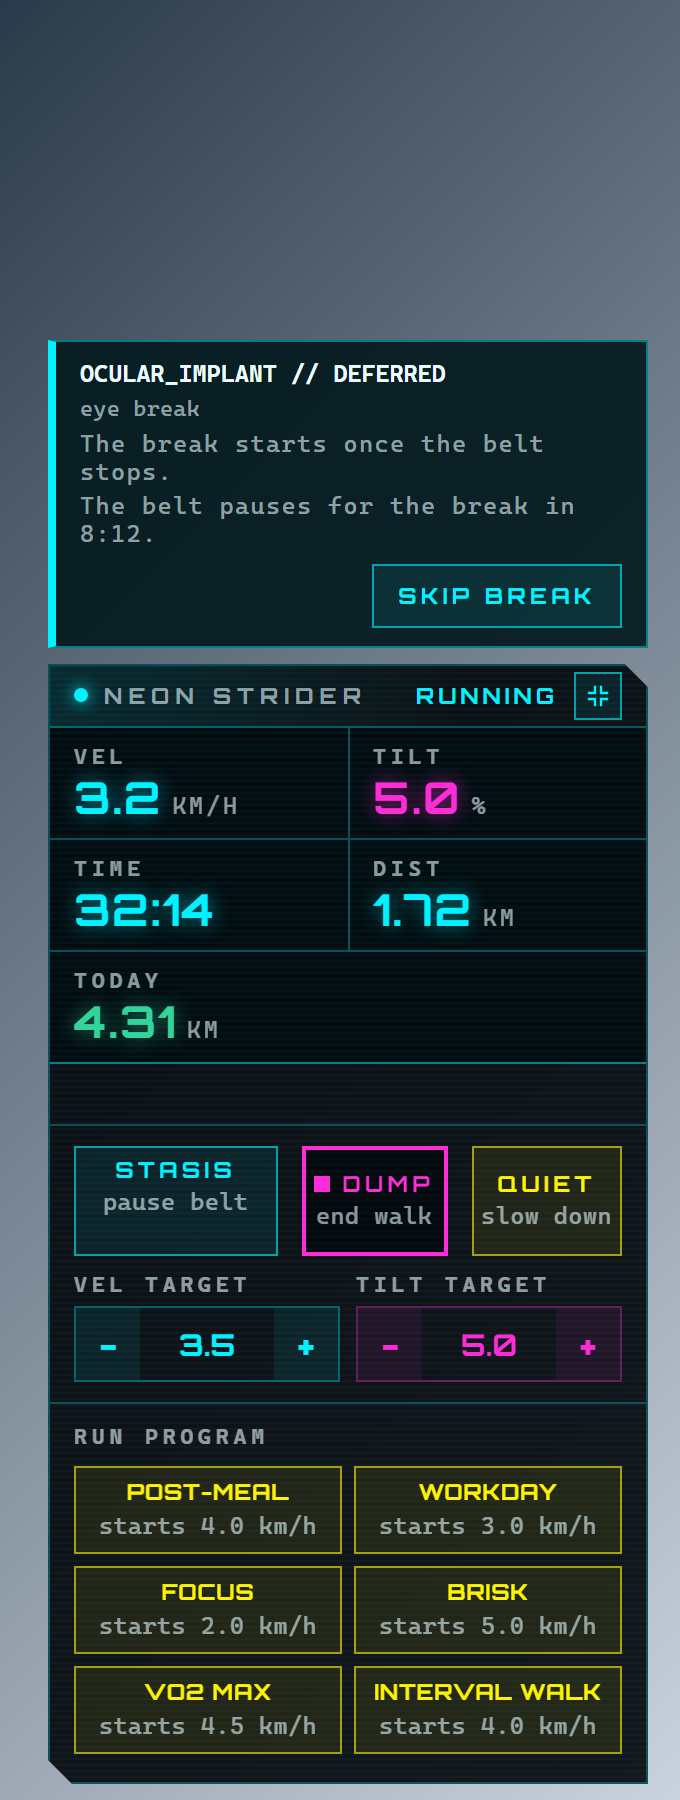 OCULAR_IMPLANT // DEFERRED
eye break
The break starts once the belt
stops.
The belt pauses for the break in
8:12.
SKIP BREAK
NEON STRIDER RUNNING
VEL TILT
3.2 KM/H 5.0 %
TIME DIST
32:14 1.72 KM
TODAY
4.31 KM
STASIS DUMP QUIET
pause belt end walk slow down
VEL TARGET TILT TARGET
- 3.5 + - 5.0 +
RUN PROGRAM
POST-MEAL WORKDAY
starts 4.0 km/h starts 3.0 km/h
FOCUS BRISK
starts 2.0 km/h starts 5.0 km/h
VO2 MAX INTERVAL WALK
starts 4.5 km/h starts 4.0 km/h